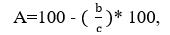 A=100 - ( b/c )* 100,